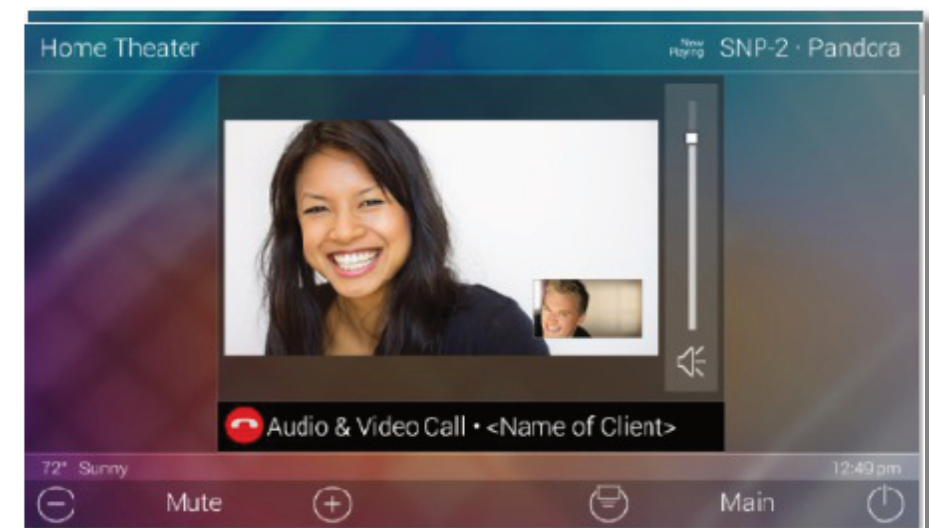 Home Theater
Now Playing SNP-2 · Pandora
Audio & Video Call • <Name of Client>
72° Sunny
12:49 pm
Mute
Main